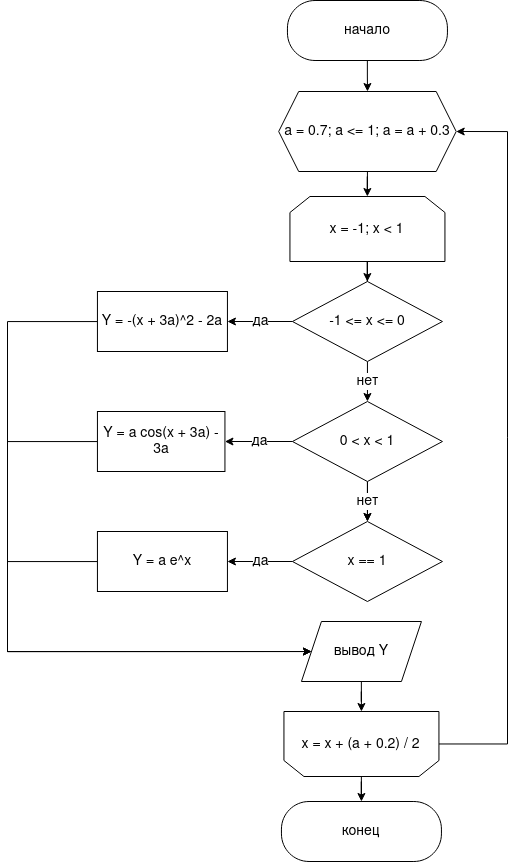 начало
a = 0.7; a <= 1; a = a + 0.3
x = -1; x < 1
Y = -(x + 3a)^2 - 2a
да
-1 <= x <= 0
нет
Y = a cos(x + 3a) -
3a
да
0 < x < 1
нет
Y = a e^x
да
x == 1
вывод Y
x = x + (a + 0.2) / 2
конец